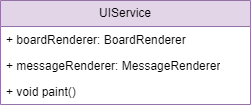 UIService
+ boardRenderer: BoardRenderer
+ messageRenderer: MessageRenderer
+ void paint()